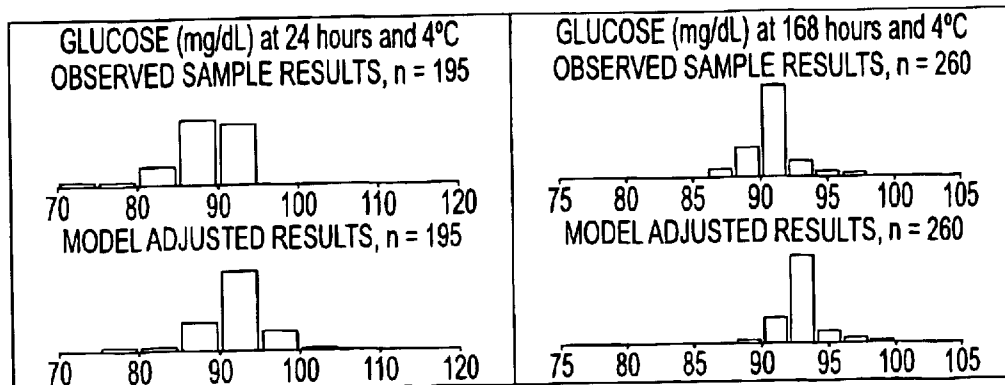 GLUCOSE (mg/dL) at 24 hours and 4°C
OBSERVED SAMPLE RESULTS, n = 195
70 80 90 100 110 120
MODEL ADJUSTED RESULTS, n = 195
70 80 90 100 110 120
GLUCOSE (mg/dL) at 168 hours and 4°C
OBSERVED SAMPLE RESULTS, n = 260
75 80 85 90 95 100 105
MODEL ADJUSTED RESULTS, n = 260
75 80 85 90 95 100 105